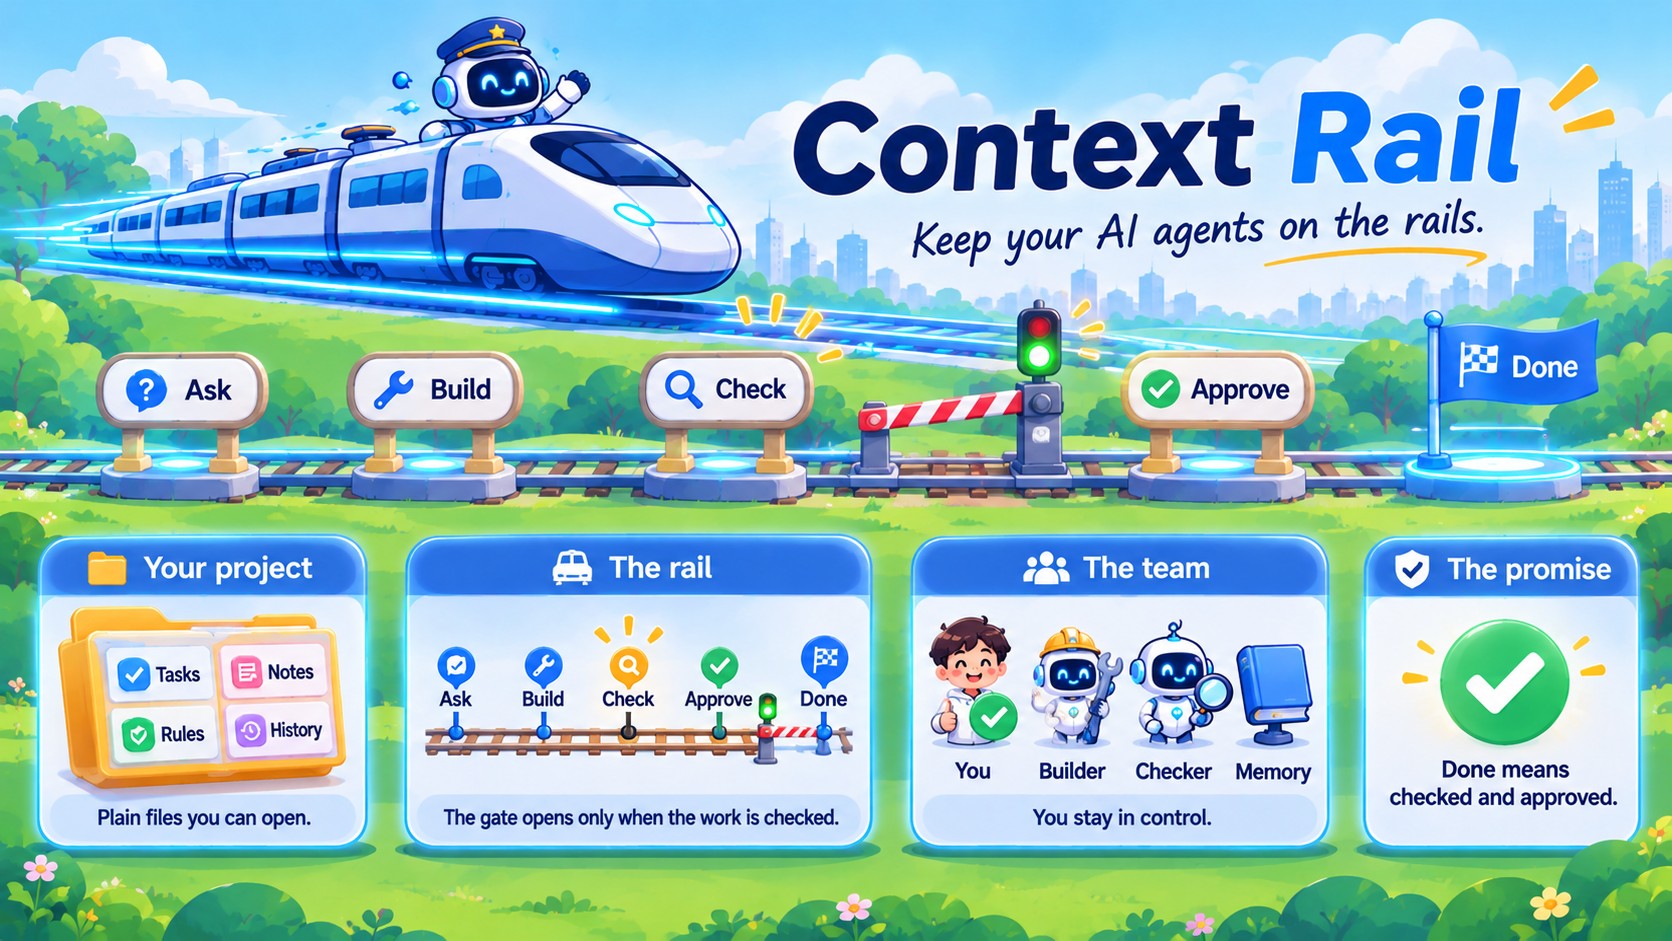 Context Rail
Keep your AI agents on the rails.
Ask
Build
Check
Approve
Done
Your project
Tasks
Notes
Rules
History
Plain files you can open.
The rail
Ask
Build
Check
Approve
Done
The gate opens only when the work is checked.
The team
You
Builder
Checker
Memory
You stay in control.
The promise
Done means
checked and approved.